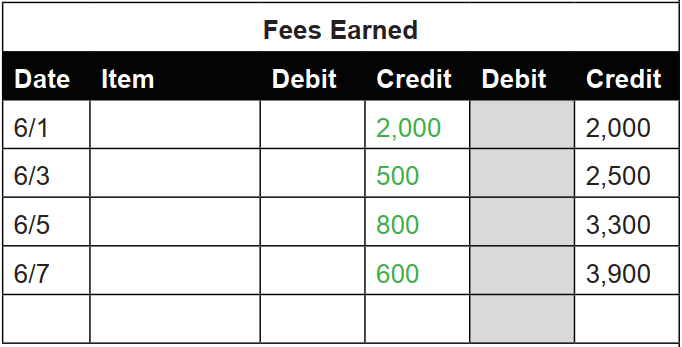 Fees Earned
Date Item Debit Credit Debit Credit
6/1 2,000 2,000
6/3 500 2,500
6/5 800 3,300
6/7 600 3,900